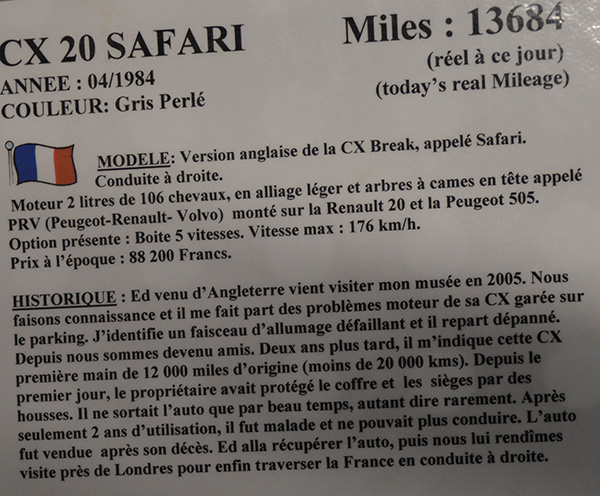 CX 20 SAFARI
Miles : 13684
ANNEE : 04/1984
(réel à ce jour)
COULEUR: Gris Perlé
(today's real Mileage)
MODELE: Version anglaise de la CX Break, appelé Safari.
Conduite à droite.
Moteur 2 litres de 106 chevaux, en alliage léger et arbres à cames en tête appelé
PRV (Peugeot-Renault- Volvo) monté sur la Renault 20 et la Peugeot 505.
Option présente : Boite 5 vitesses. Vitesse max : 176 km/h.
Prix à l'époque : 88 200 Francs.
HISTORIQUE : Ed venu d'Angleterre vient visiter mon musée en 2005. Nous
faisons connaissance et il me fait part des problèmes moteur de sa CX garée sur
le parking. J'identifie un faisceau d'allumage défaillant et il repart dépanné.
Depuis nous sommes devenu amis. Deux ans plus tard, il m'indique cette CX
première main de 12 000 miles d'origine (moins de 20 000 kms). Depuis le
premier jour, le propriétaire avait protégé le coffre et les sièges par des
housses. Il ne sortait l'auto que par beau temps, autant dire rarement. Après
seulement 2 ans d'utilisation, il fut malade et ne pouvait plus conduire. L'auto
fut vendue après son décès. Ed alla récupérer l'auto, puis nous lui rendîmes
visite près de Londres pour enfin traverser la France en conduite à droite.